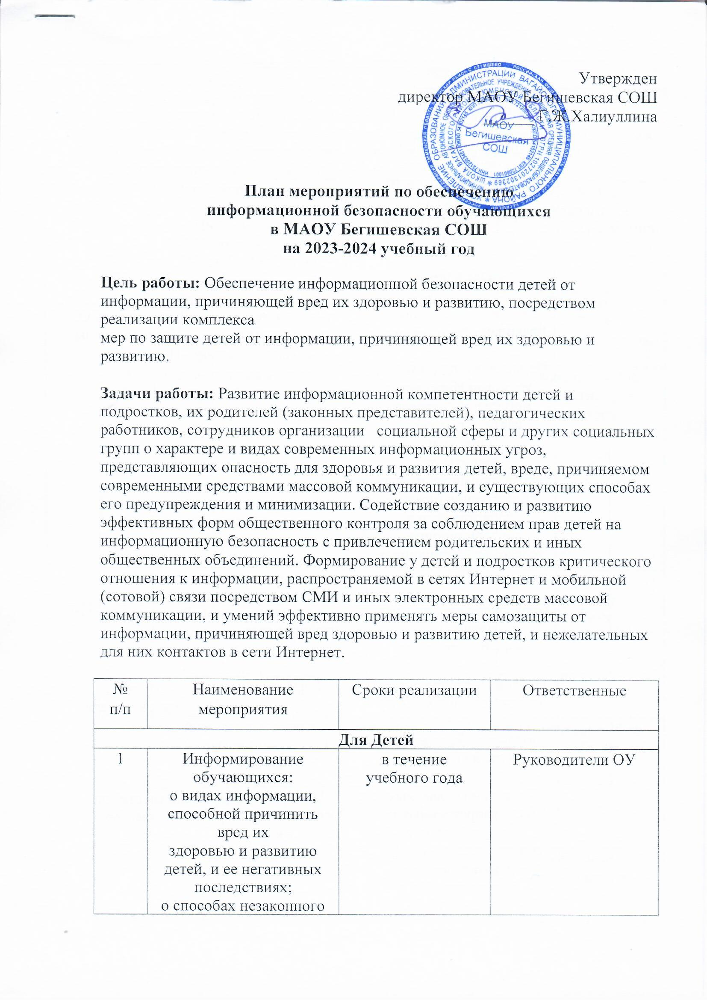 Утвержден
директор МАОУ Бегишевская СОШ
Г.Ж.Халиуллина
МАОУ
Бегишевская
СОШ
План мероприятий по обеспечению
информационной безопасности обучающихся
в МАОУ Бегишевская СОШ
на 2023-2024 учебный год
Цель работы: Обеспечение информационной безопасности детей от
информации, причиняющей вред их здоровью и развитию, посредством
реализации комплекса
мер по защите детей от информации, причиняющей вред их здоровью и
развитию.
Задачи работы: Развитие информационной компетентности детей и
подростков, их родителей (законных представителей), педагогических
работников, сотрудников организации социальной сферы и других социальных
групп о характере и видах современных информационных угроз,
представляющих опасность для здоровья и развития детей, вреде, причиняемом
современными средствами массовой коммуникации, и существующих способах
его предупреждения и минимизации. Содействие созданию и развитию
эффективных форм общественного контроля за соблюдением прав детей на
информационную безопасность с привлечением родительских и иных
общественных объединений. Формирование у детей и подростков критического
отношения к информации, распространяемой в сетях Интернет и мобильной
(сотовой) связи посредством СМИ и иных электронных средств массовой
коммуникации, и умений эффективно применять меры самозащиты от
информации, причиняющей вред здоровью и развитию детей, и нежелательных
для них контактов в сети Интернет.
№ п/п Наименование мероприятия Сроки реализации Ответственные
Для Детей
1 Информирование в течение Руководители ОУ
обучающихся: учебного года
о видах информации,
способной причинить
вред их
здоровью и развитию
детей, и ее негативных
последствиях;
о способах незаконного